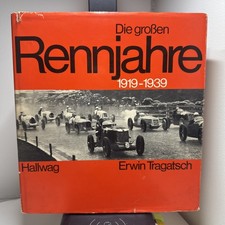 Die großen
Rennjahre
1919-1939
Hallwag
Erwin Tragatsch